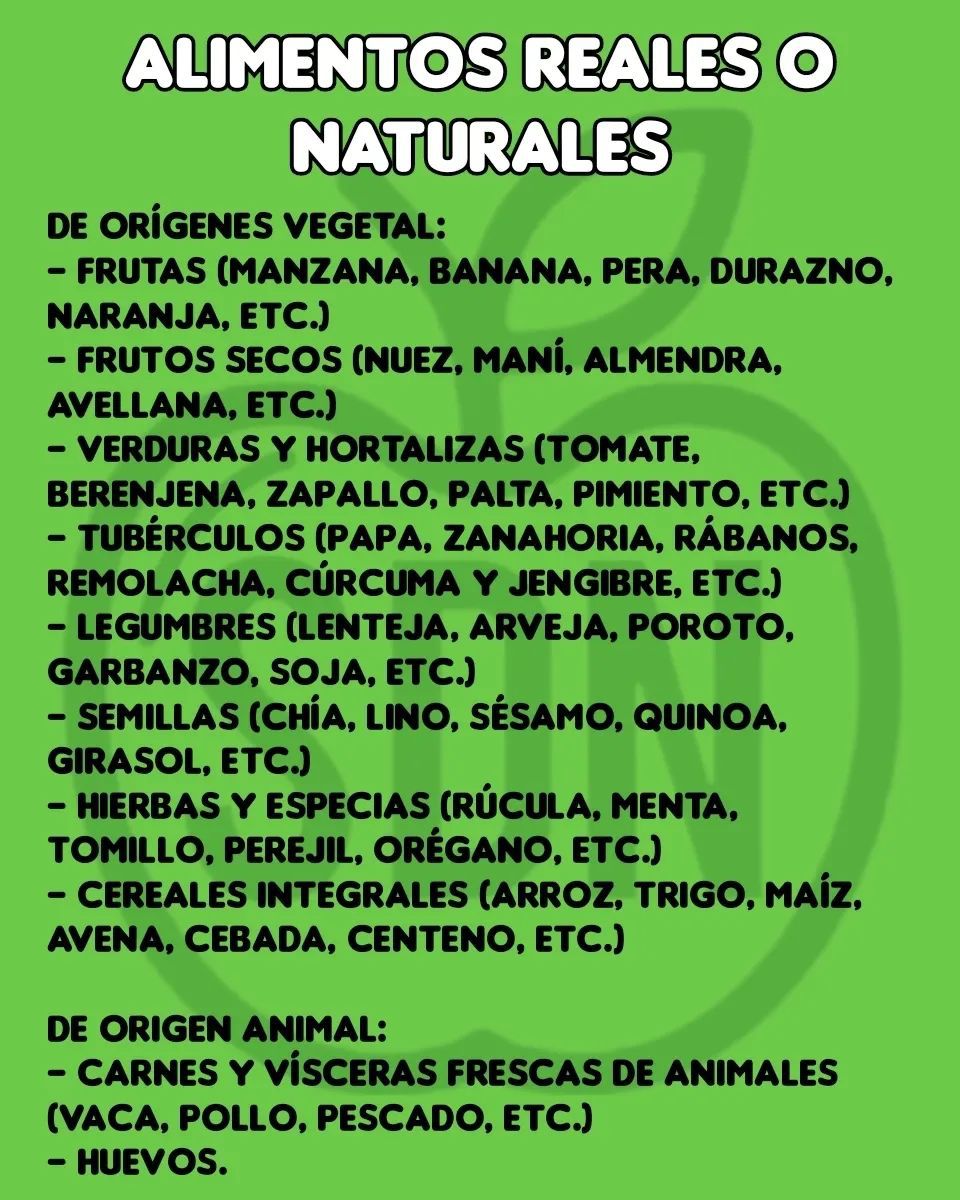 ALIMENTOS REALES O
NATURALES
DE ORÍGENES VEGETAL:
- FRUTAS (MANZANA, BANANA, PERA, DURAZNO,
NARANJA, ETC.)
- FRUTOS SECOS (NUEZ, MANÍ, ALMENDRA,
AVELLANA, ETC.)
- VERDURAS Y HORTALIZAS (TOMATE,
BERENJENA, ZAPALLO, PALTA, PIMIENTO, ETC.)
- TUBÉRCULOS (PAPA, ZANAHORIA, RÁBANOS,
REMOLACHA, CÚRCUMA Y JENGIBRE, ETC.)
- LEGUMBRES (LENTEJA, ARVEJA, POROTO,
GARBANZO, SOJA, ETC.)
- SEMILLAS (CHÍA, LINO, SÉSAMO, QUINOA,
GIRASOL, ETC.)
- HIERBAS Y ESPECIAS (RÚCULA, MENTA,
TOMILLO, PEREJIL, ORÉGANO, ETC.)
- CEREALES INTEGRALES (ARROZ, TRIGO, MAÍZ,
AVENA, CEBADA, CENTENO, ETC.)
DE ORIGEN ANIMAL:
- CARNES Y VÍSCERAS FRESCAS DE ANIMALES
(VACA, POLLO, PESCADO, ETC.)
- HUEVOS.
SDN